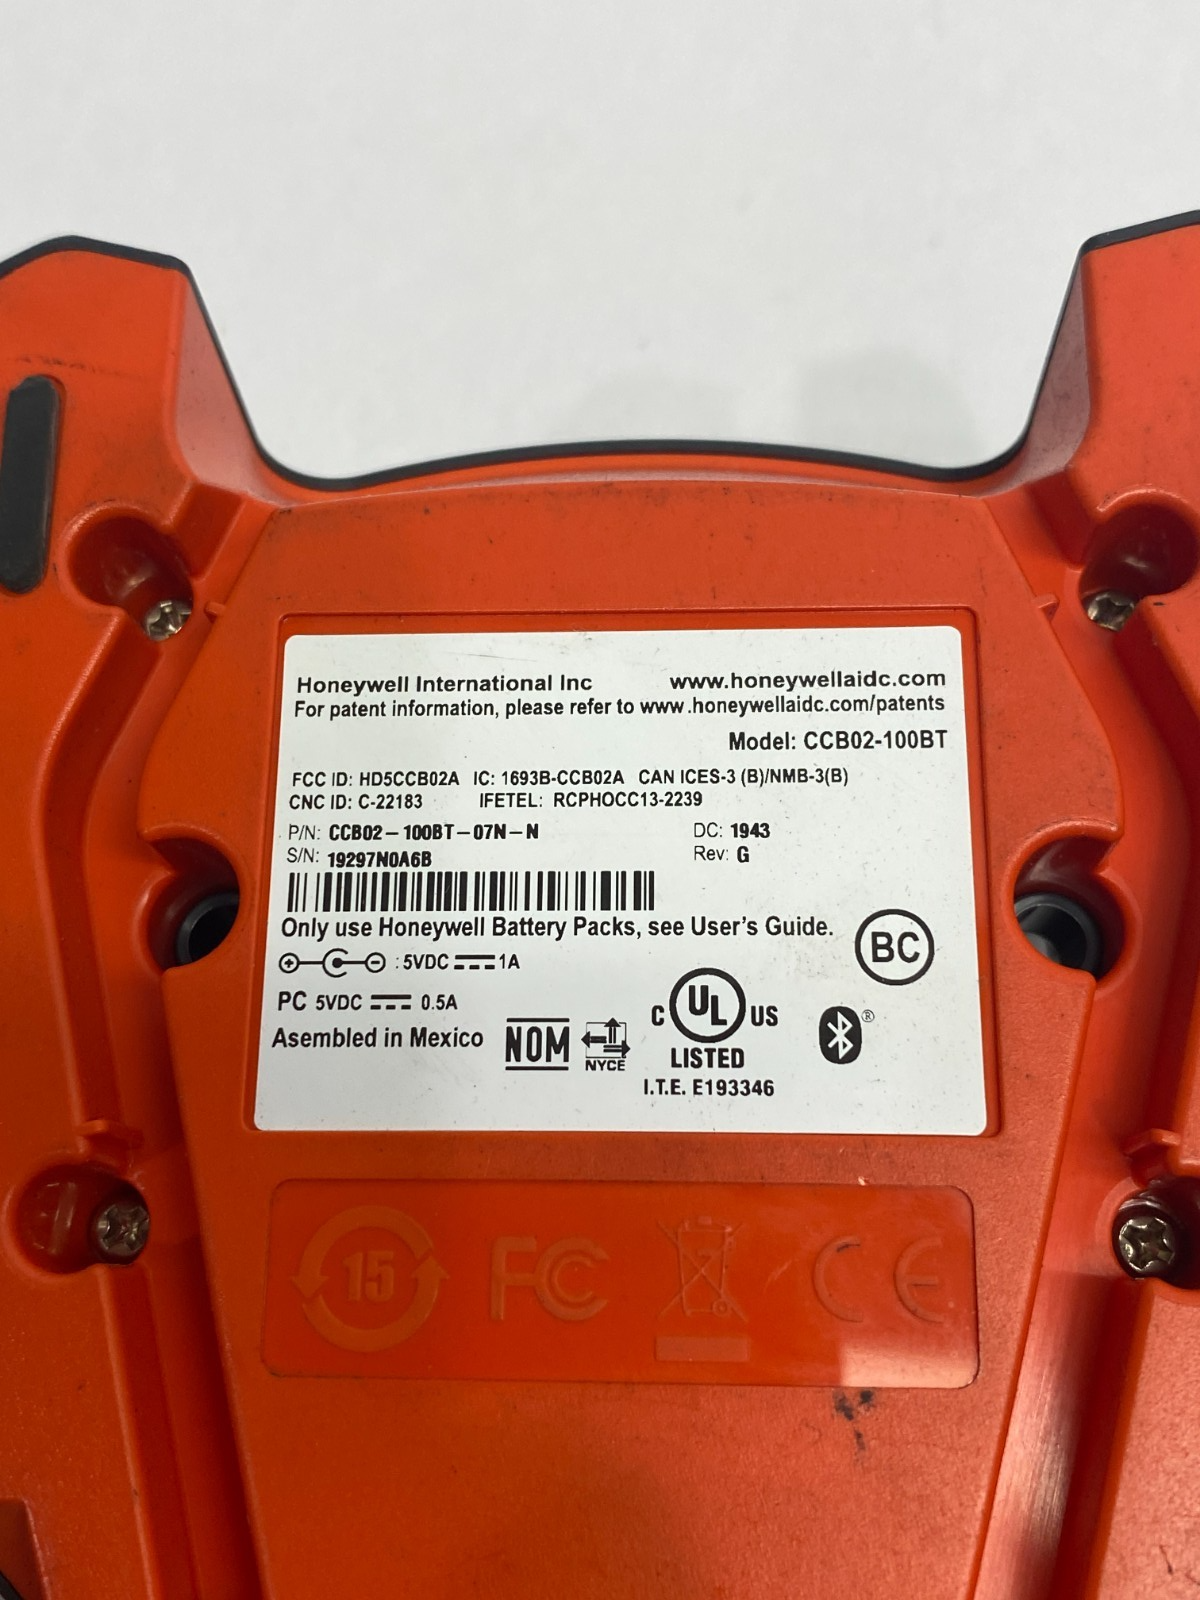 Honeywell International Inc www.honeywellaidc.com
For patent information, please refer to www.honeywellaidc.com/patents
Model: CCB02-100BT
FCC ID: HD5CCB02A IC: 1693B-CCB02A CAN ICES-3 (B)/NMB-3(B)
CNC ID: C-22183 IFETEL: RCPHOCC13-2239
P/N: CCB02-100BT-07N-N DC: 1943
S/N: 19297N0A6B Rev: G
Only use Honeywell Battery Packs, see User's Guide.
BC
: 5VDC 1A
PC 5VDC 0.5A
Asembled in Mexico
NOM
NYCE
C UL US
LISTED
I.T.E. E193346
®
15 FC CE